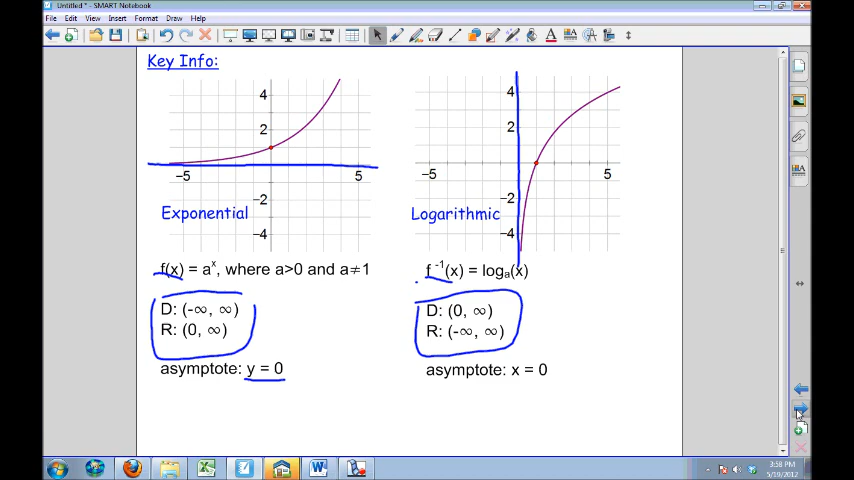 Untitled * - SMART Notebook
File Edit View Insert Format Draw Help
Key Info:
4
2
-5
5
-2
-4
4
2
-5
5
-2
-4
Exponential
Logarithmic
f(x) = aˣ, where a>0 and a≠1
f ⁻¹(x) = logₐ(x)
D: (-∞, ∞)
R: (0, ∞)
D: (0, ∞)
R: (-∞, ∞)
asymptote: y = 0
asymptote: x = 0
3:58 PM
5/19/2012